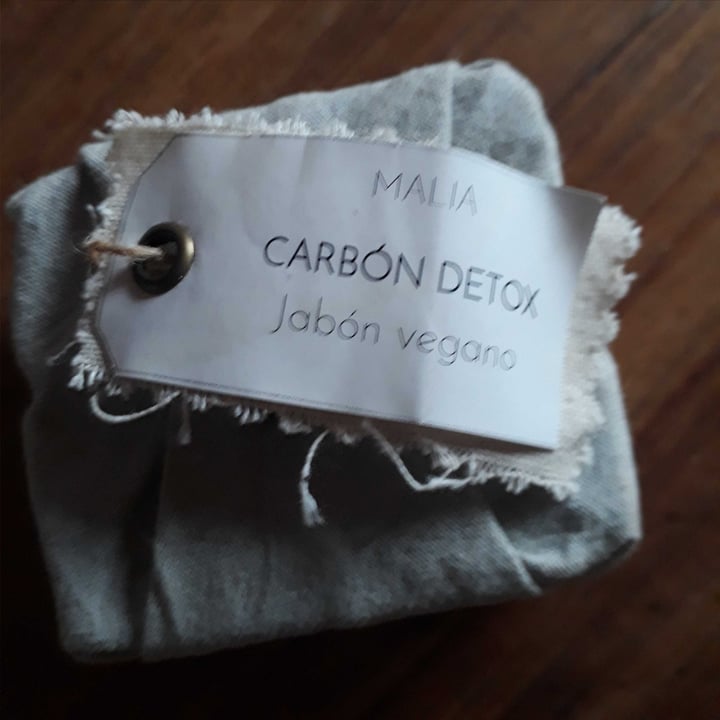 MALIA
CARBÓN DETOX
Jabón vegano